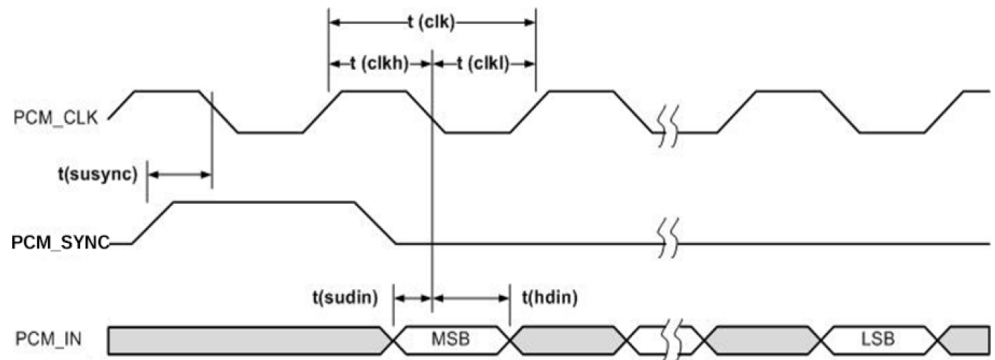 t (clk)
t (clkh) t (clkl)
PCM_CLK
t(susync)
PCM_SYNC
t(sudin) t(hdin)
PCM_IN MSB LSB